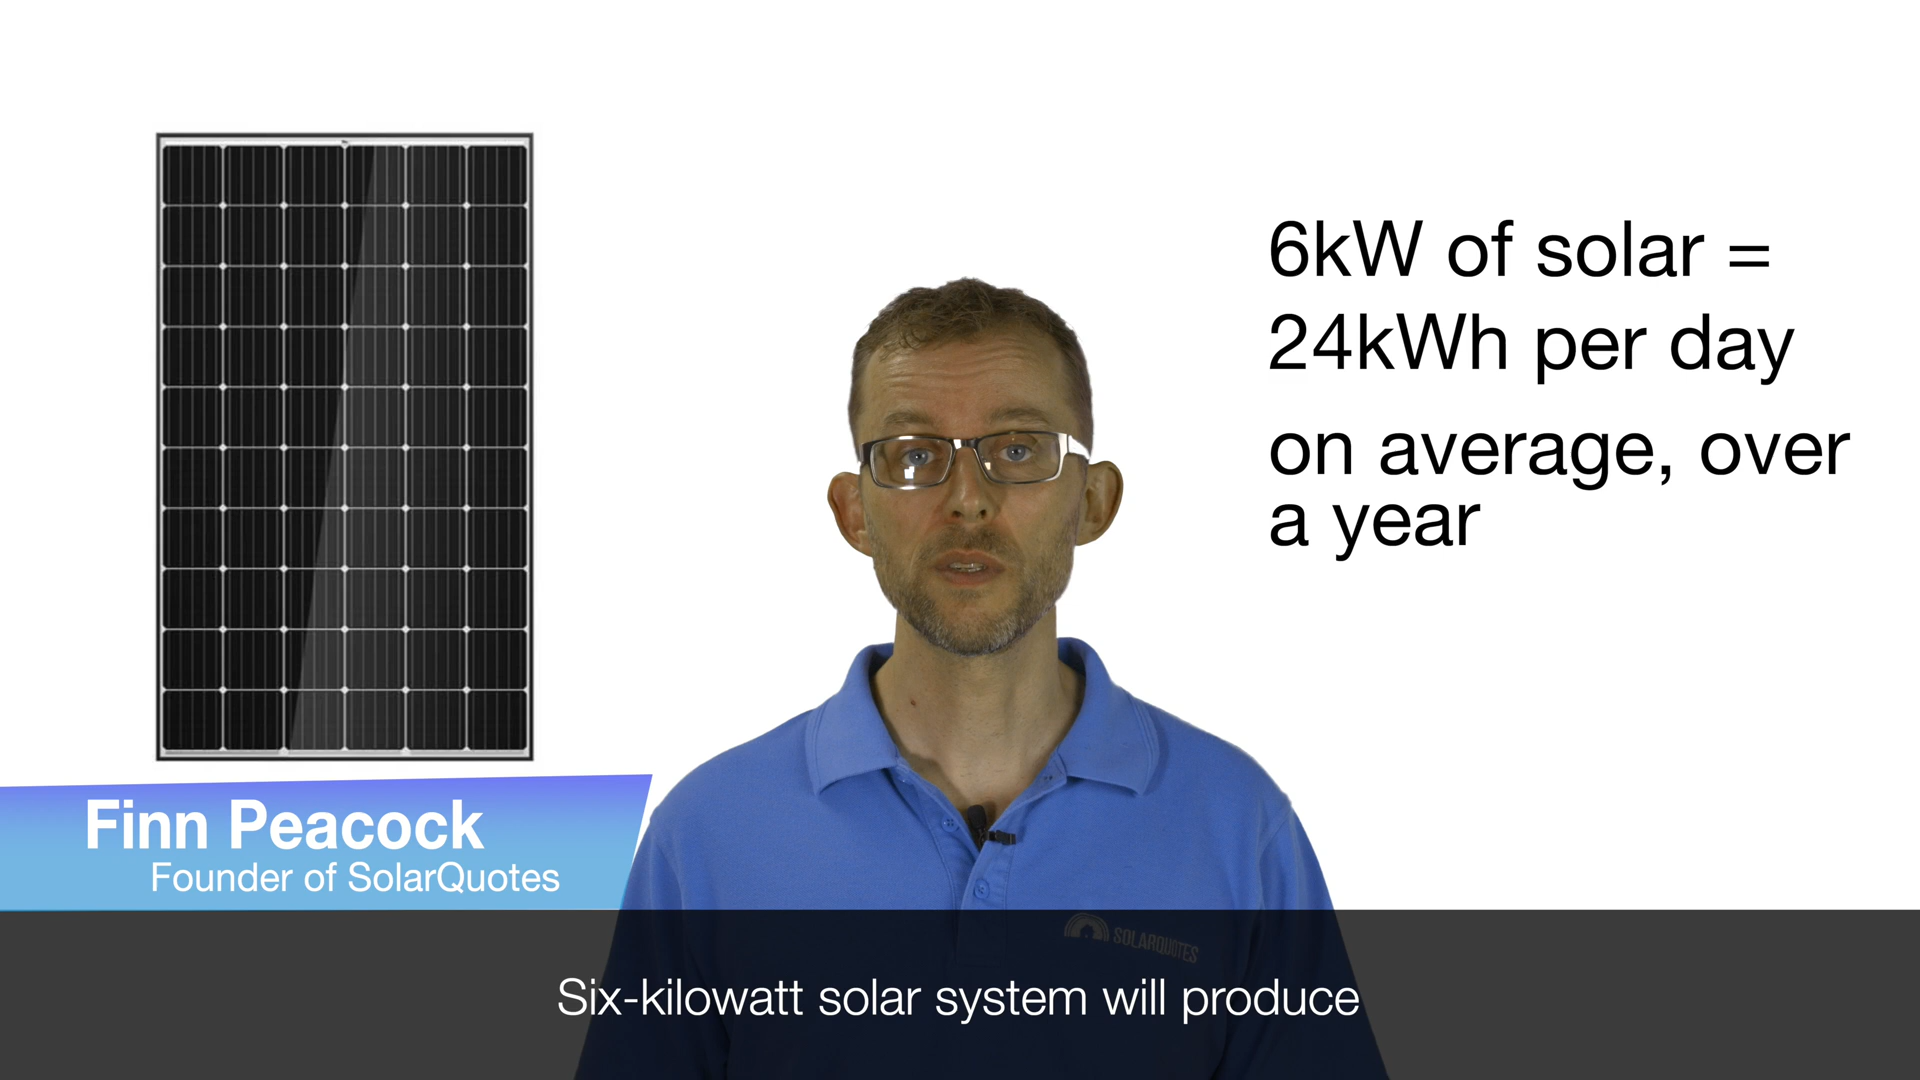 6kW of solar =
24kWh per day
on average, over
a year
Finn Peacock
Founder of SolarQuotes
SOLARQUOTES
Six-kilowatt solar system will produce